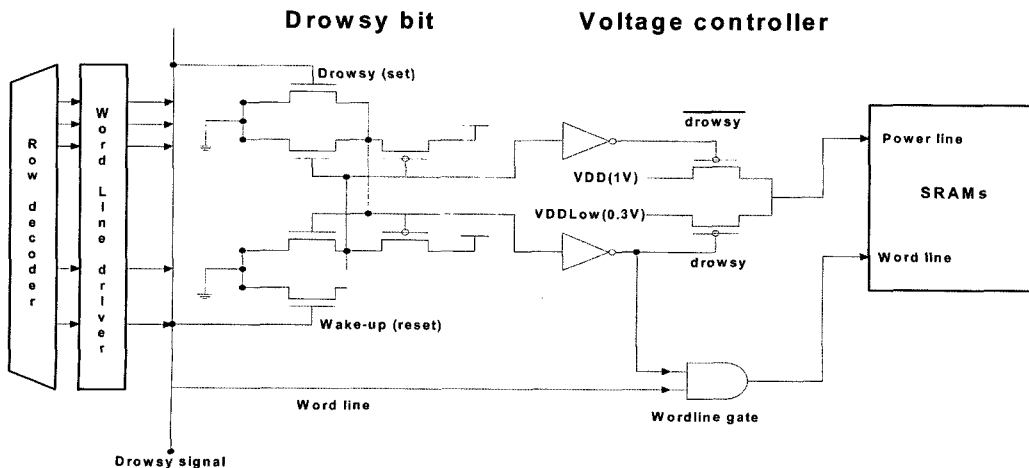 Drowsy bit
Voltage controller
Drowsy (set)
drowsy
Row decoder
Word Line driver
Power line
VDD(1V)
SRAMs
VDDLow(0.3V)
Word line
drowsy
Wake-up (reset)
Word line
Wordline gate
Drowsy signal